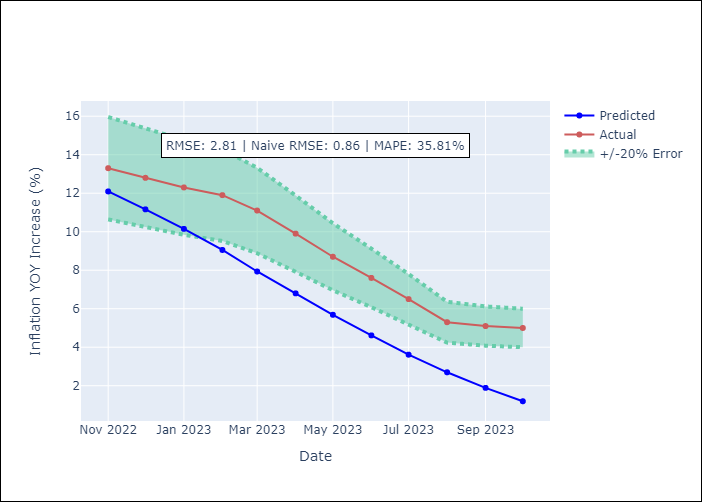 RMSE: 2.81 | Naive RMSE: 0.86 | MAPE: 35.81%
Predicted
Actual
+/-20% Error
Inflation YOY Increase (%)
16
14
12
10
8
6
4
2
Nov 2022 Jan 2023 Mar 2023 May 2023 Jul 2023 Sep 2023
Date